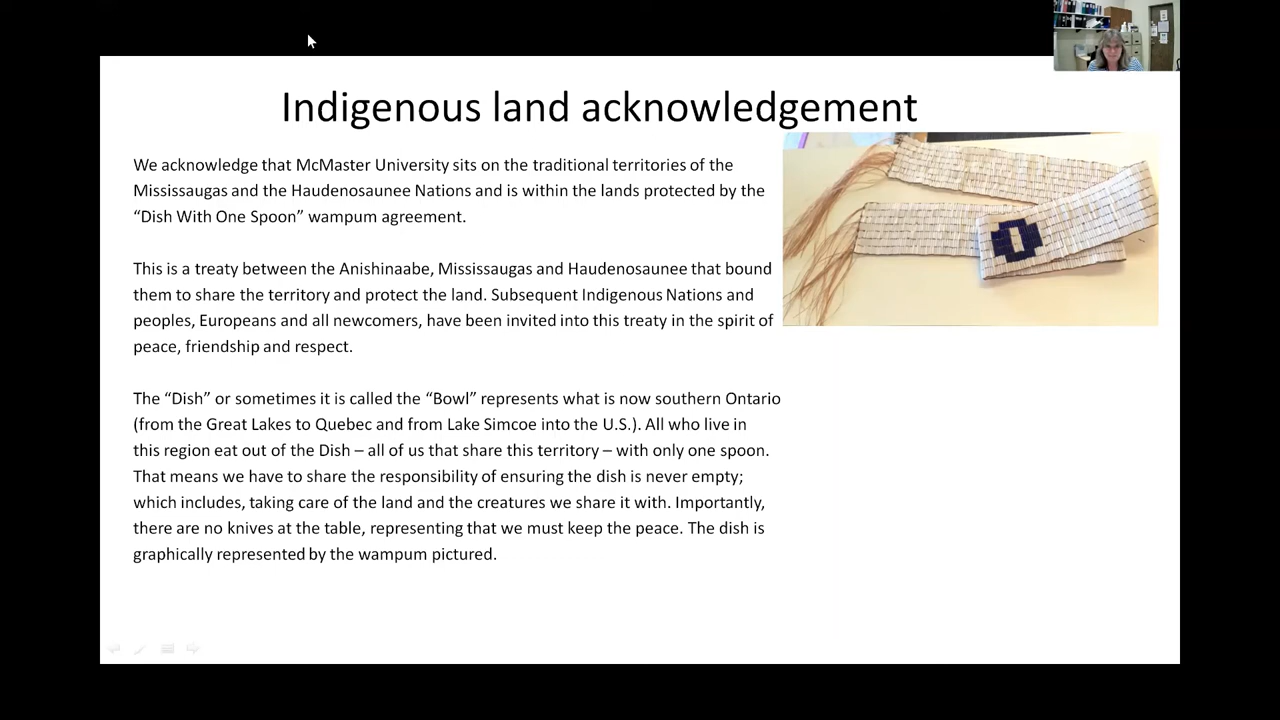 Indigenous land acknowledgement
We acknowledge that McMaster University sits on the traditional territories of the
Mississaugas and the Haudenosaunee Nations and is within the lands protected by the
“Dish With One Spoon” wampum agreement.
This is a treaty between the Anishinaabe, Mississaugas and Haudenosaunee that bound
them to share the territory and protect the land. Subsequent Indigenous Nations and
peoples, Europeans and all newcomers, have been invited into this treaty in the spirit of
peace, friendship and respect.
The “Dish” or sometimes it is called the “Bowl” represents what is now southern Ontario
(from the Great Lakes to Quebec and from Lake Simcoe into the U.S.). All who live in
this region eat out of the Dish – all of us that share this territory – with only one spoon.
That means we have to share the responsibility of ensuring the dish is never empty;
which includes, taking care of the land and the creatures we share it with. Importantly,
there are no knives at the table, representing that we must keep the peace. The dish is
graphically represented by the wampum pictured.